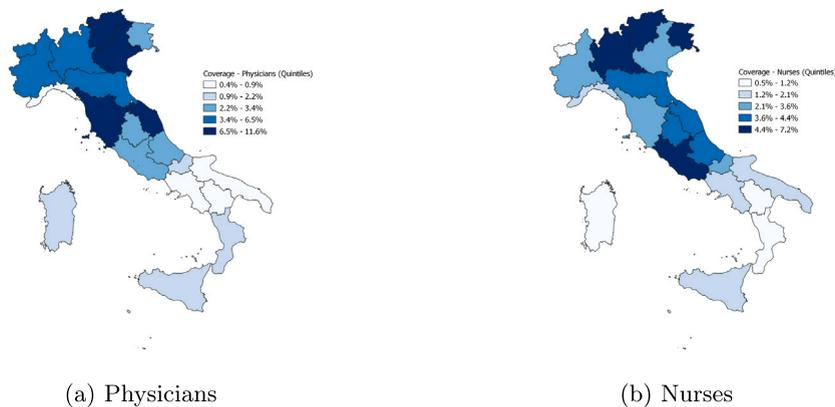 Coverage - Physicians (Quintiles)
0.4% - 0.9%
0.9% - 2.2%
2.2% - 3.4%
3.4% - 6.5%
6.5% - 11.6%
Coverage - Nurses (Quintiles)
0.5% - 1.2%
1.2% - 2.1%
2.1% - 3.6%
3.6% - 4.4%
4.4% - 7.2%
(a) Physicians
(b) Nurses